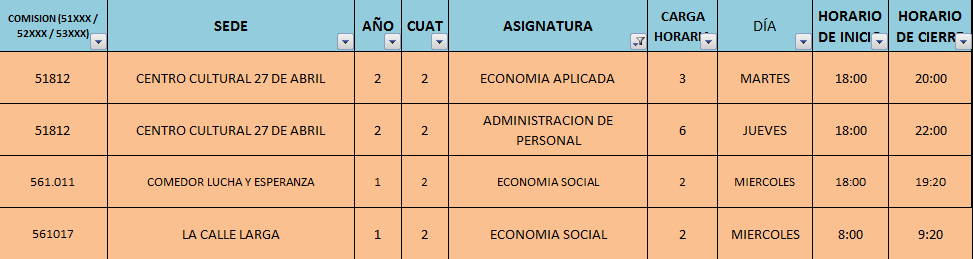 COMISION (51XXX / 52XXX / 53XXX) SEDE AÑO CUAT ASIGNATURA CARGA HORARIA DÍA HORARIO DE INICIO HORARIO DE CIERRE
51812 CENTRO CULTURAL 27 DE ABRIL 2 2 ECONOMIA APLICADA 3 MARTES 18:00 20:00
51812 CENTRO CULTURAL 27 DE ABRIL 2 2 ADMINISTRACION DE PERSONAL 6 JUEVES 18:00 22:00
561.011 COMEDOR LUCHA Y ESPERANZA 1 2 ECONOMIA SOCIAL 2 MIERCOLES 18:00 19:20
561017 LA CALLE LARGA 1 2 ECONOMIA SOCIAL 2 MIERCOLES 8:00 9:20